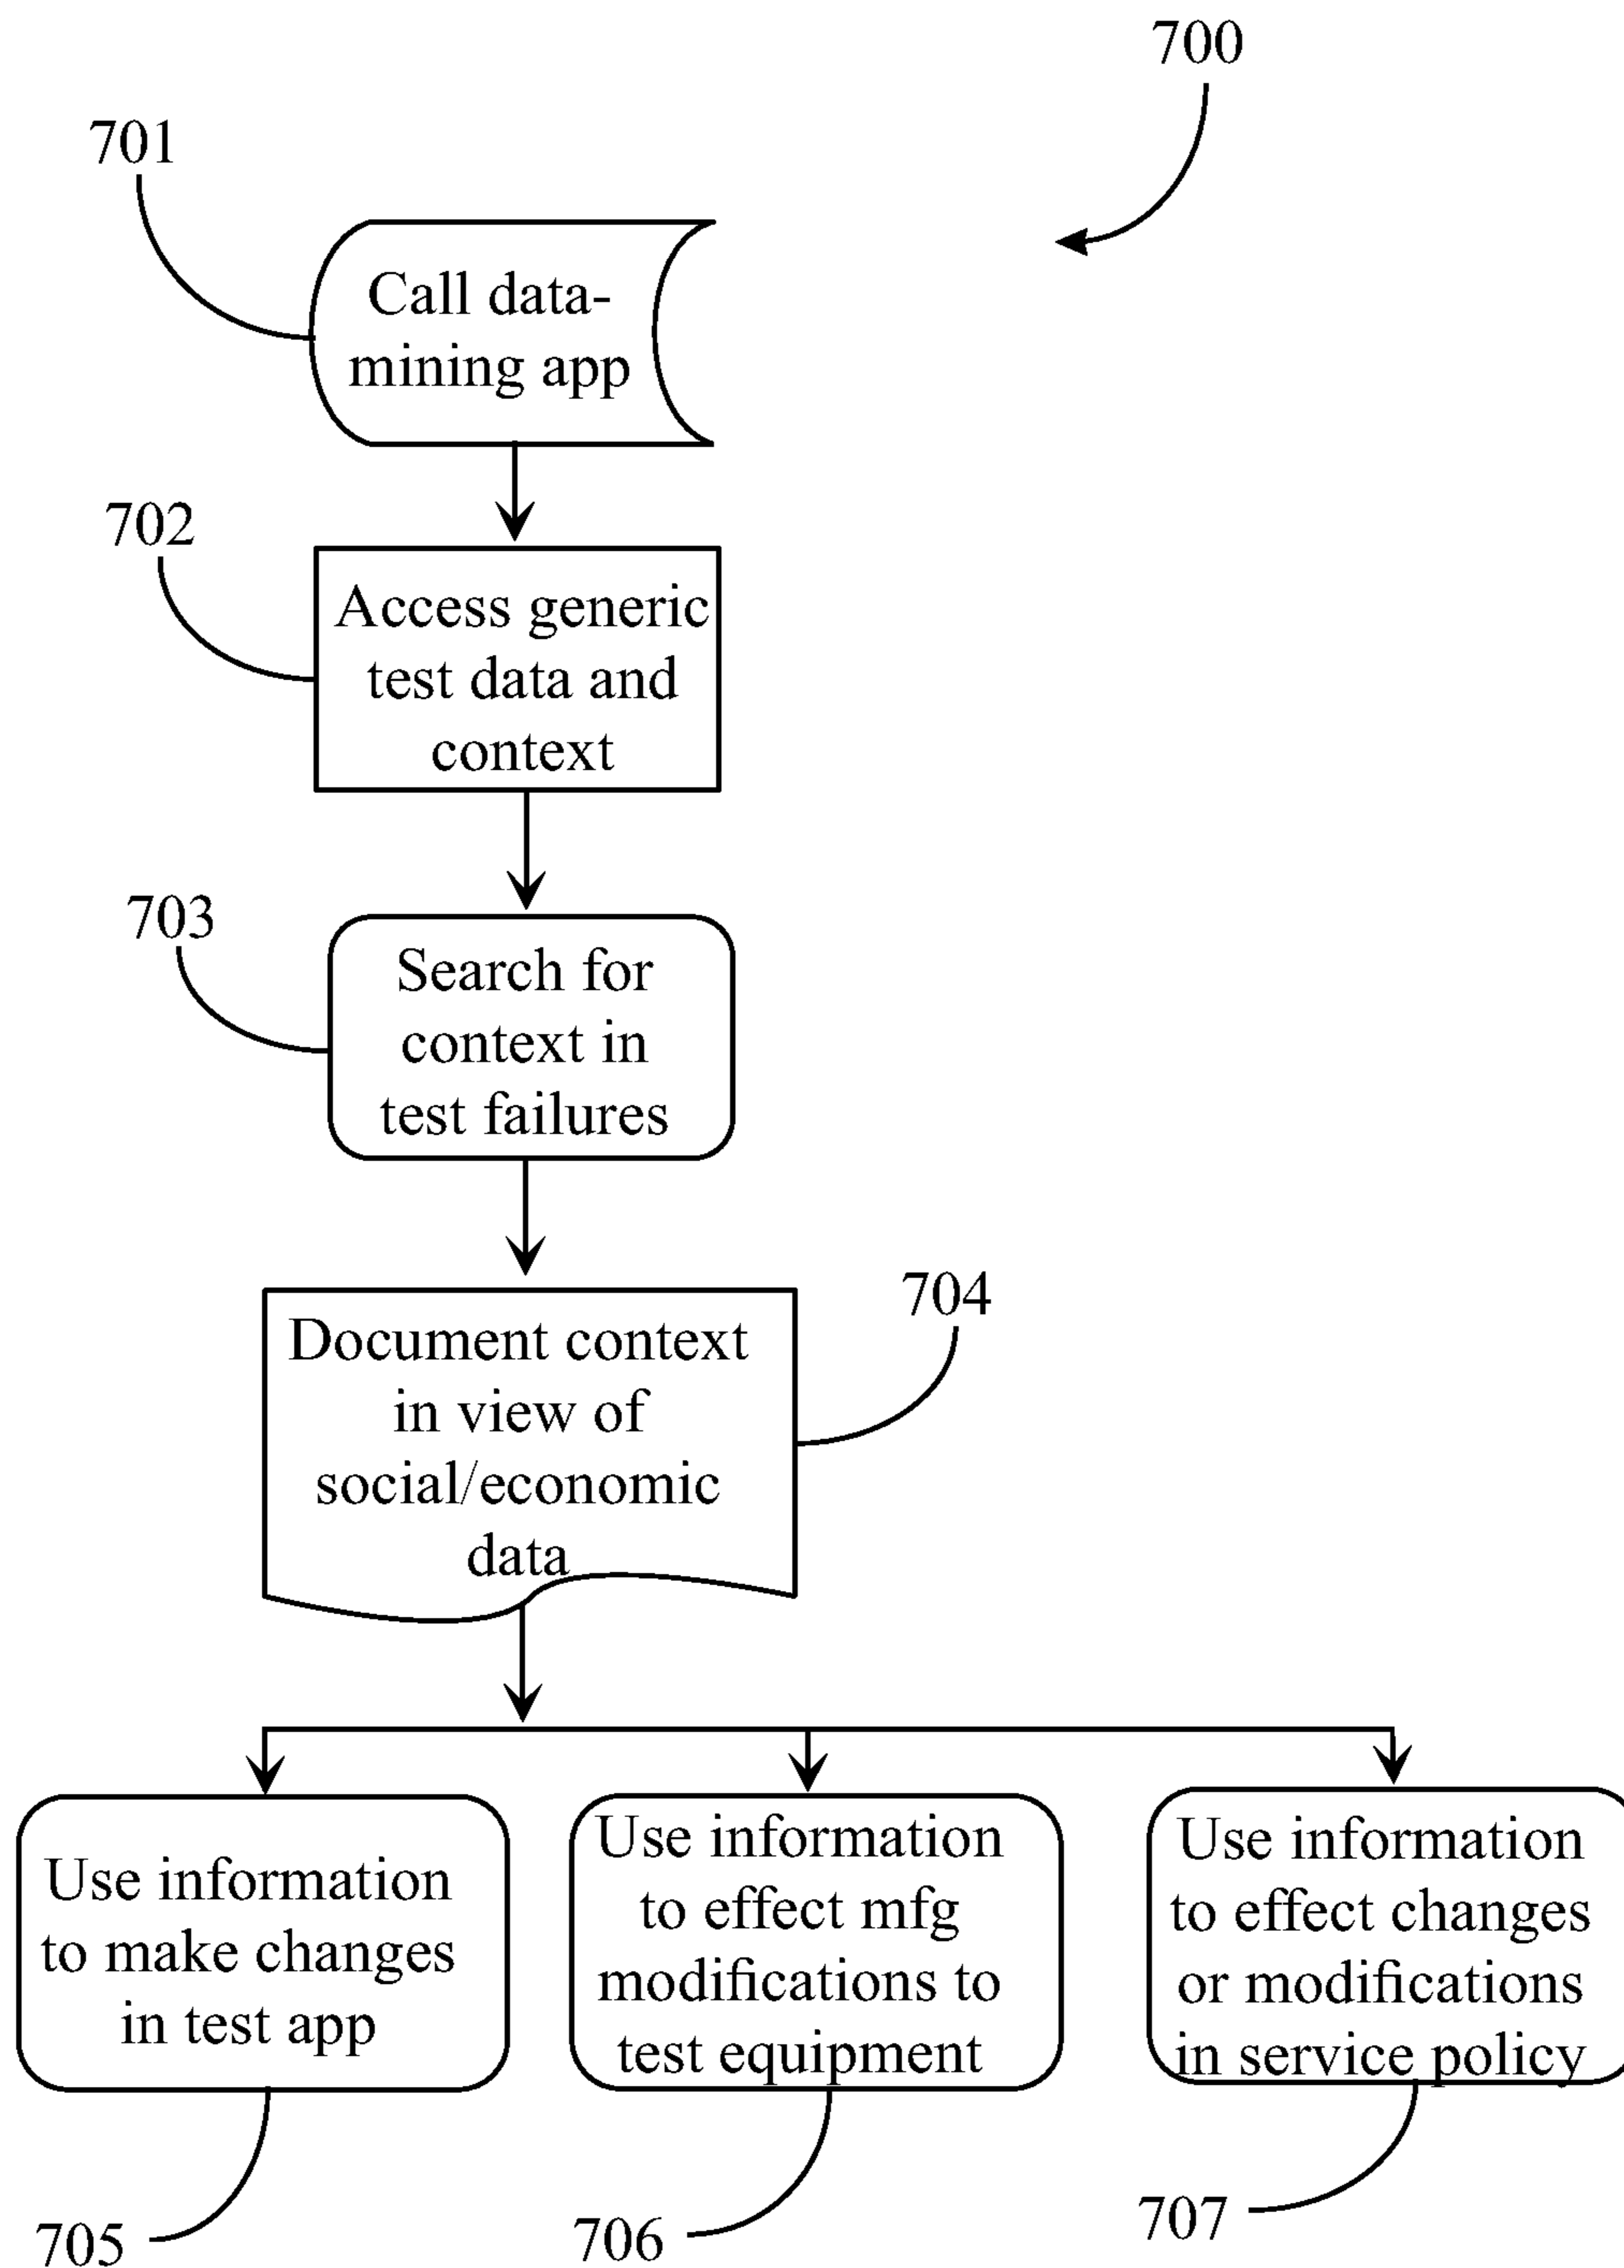 700
701
Call data-
mining app
702
Access generic
test data and
context
703
Search for
context in
test failures
704
Document context
in view of
social/economic
data
Use information
to make changes
in test app
Use information
to effect mfg
modifications to
test equipment
Use information
to effect changes
or modifications
in service policy
705
706
707